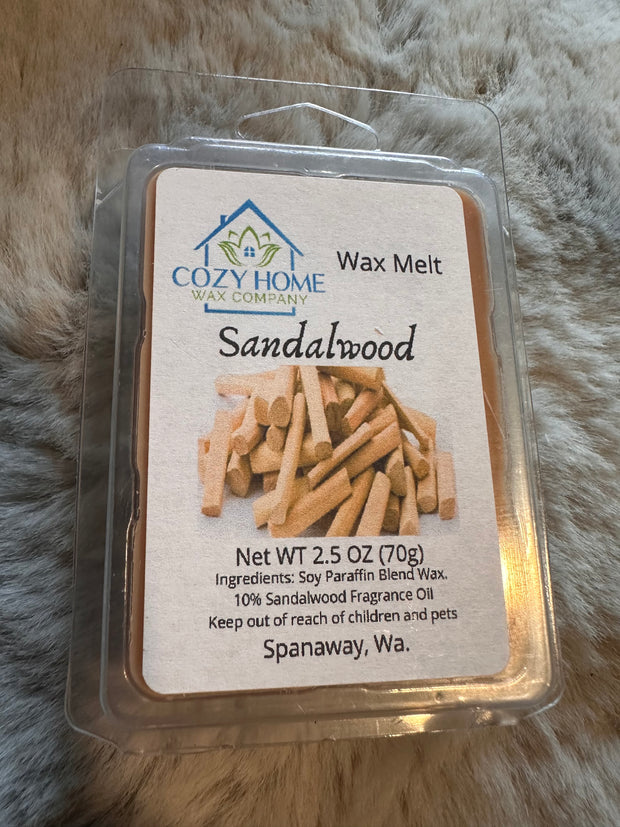 COZY HOME
WAX COMPANY
Wax Melt
Sandalwood
Net WT 2.5 OZ (70g)
Ingredients: Soy Paraffin Blend Wax.
10% Sandalwood Fragrance Oil
Keep out of reach of children and pets
Spanaway, Wa.